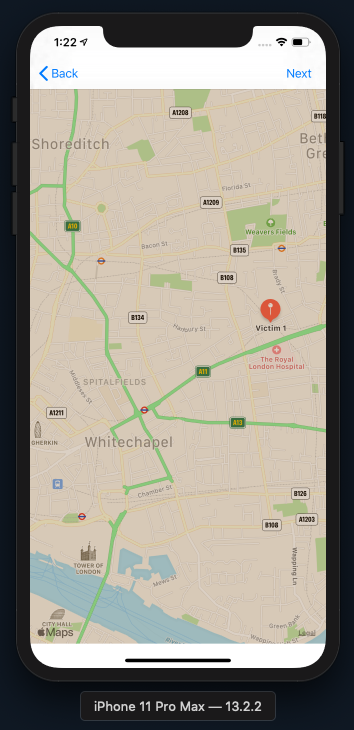 1:22
Back
Next
A1208
Shoreditch
A1209
Florida St
Weavers Fields
A10
Bacon St
B135
B108
Brady St
B134
Hanbury St
Victim 1
The Royal
London Hospital
A11
SPITALFIELDS
Middlesex St
A1211
A13
GHERKIN
Whitechapel
Chamber St
B126
A1203
B108
TOWER OF
LONDON
Mews St
Wapping Ln
CITY HALL
Maps
Green Bank
Legal
iPhone 11 Pro Max — 13.2.2